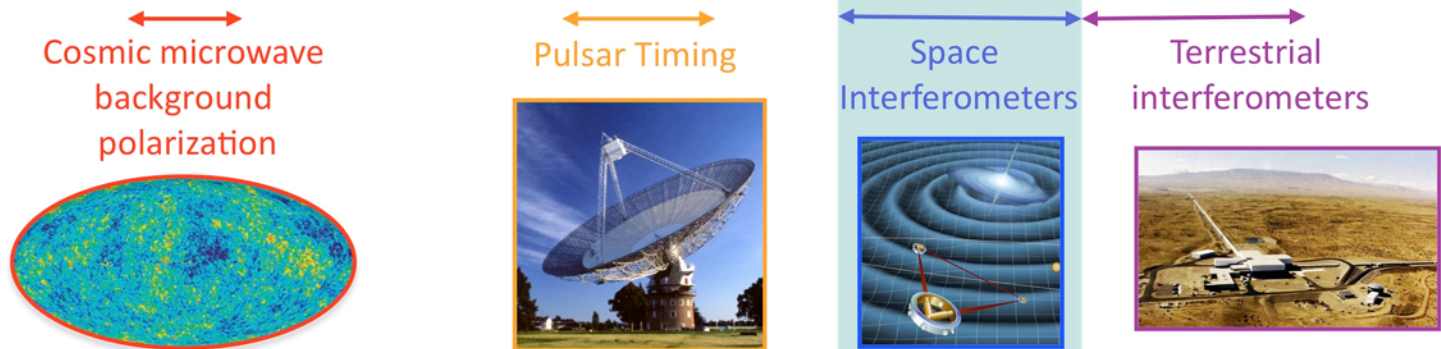 Cosmic microwave
background
polarization
Pulsar Timing
Space
Interferometers
Terrestrial
interferometers